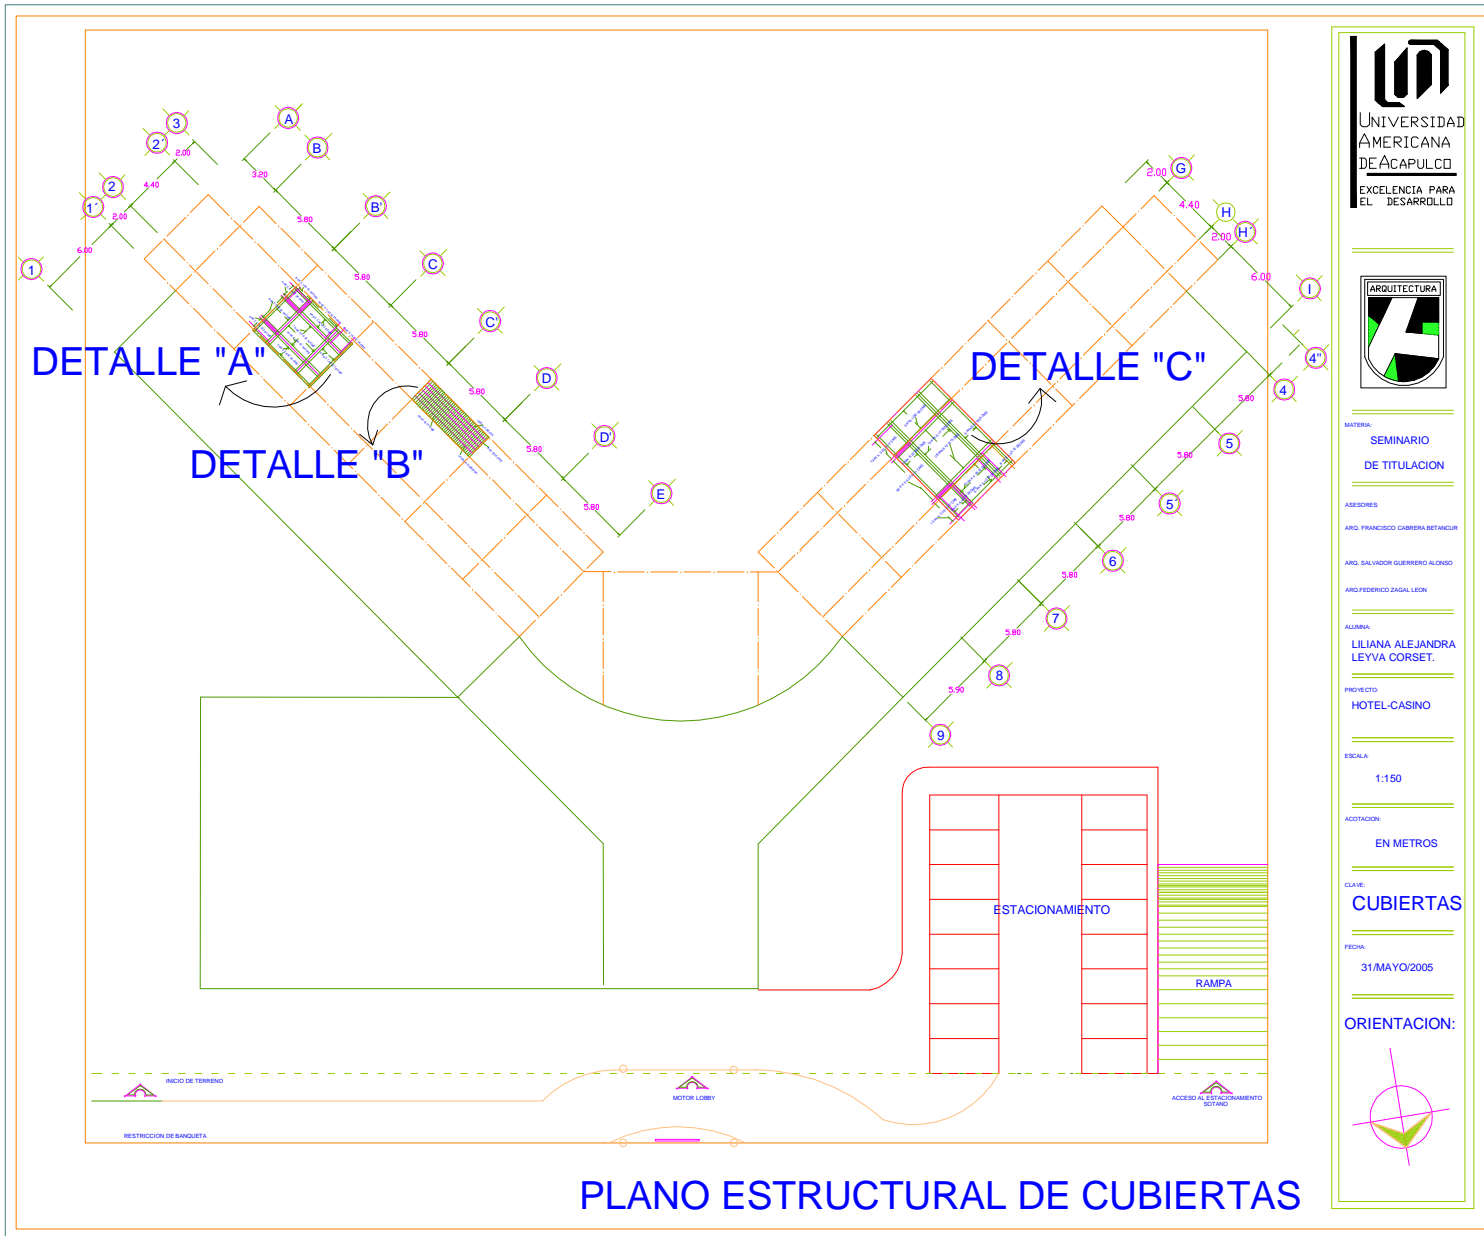 3
2´
2
1´
1
2.00
4.40
2.00
6.00
A
B
B'
C
C'
D
D'
E
3.20
5.80
5.80
5.80
5.80
5.80
5.80
G
H
H´
I
2.00
4.40
2.00
6.00
4"
4
5
5´
6
7
8
9
5.80
5.80
5.80
5.80
5.80
5.90
DETALLE "A"
DETALLE "B"
DETALLE "C"
ESTACIONAMIENTO
RAMPA
INICIO DE TERRENO
MOTOR LOBBY
ACCESO AL ESTACIONAMIENTO
SOTANO
RESTRICCION DE BANQUETA
PLANO ESTRUCTURAL DE CUBIERTAS
UNIVERSIDAD
AMERICANA
DE ACAPULCO
EXCELENCIA PARA
EL DESARROLLO
ARQUITECTURA
MATERIA:
SEMINARIO
DE TITULACION
ASESORES:
ARQ. FRANCISCO CABRERA BETANCUR
ARQ. SALVADOR GUERRERO ALONSO
ARQ.FEDERICO ZAGAL LEON
ALUMNA:
LILIANA ALEJANDRA
LEYVA CORSET.
PROYECTO:
HOTEL-CASINO
ESCALA:
1:150
ACOTACION:
EN METROS
CLAVE:
CUBIERTAS
FECHA:
31/MAYO/2005
ORIENTACION: